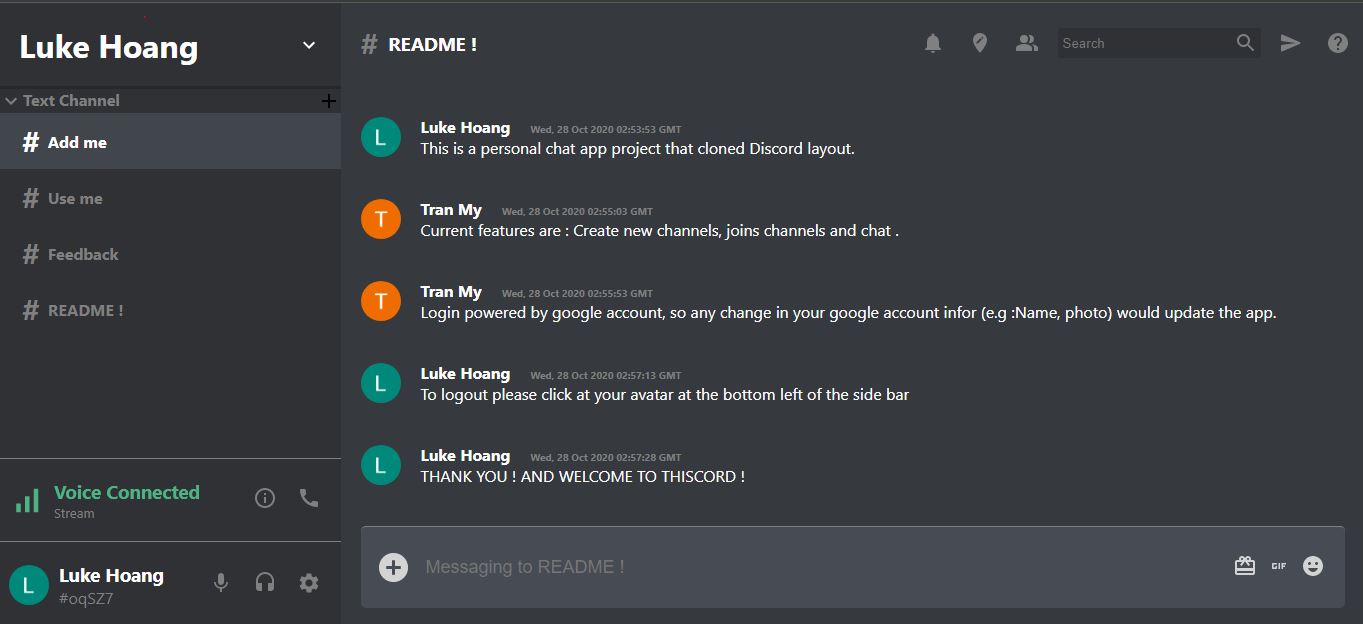 Luke Hoang
Text Channel
# Add me
# Use me
# Feedback
# README !
Voice Connected
Stream
L
Luke Hoang
#oqSZ7
# README !
Search
L
Luke Hoang Wed, 28 Oct 2020 02:53:53 GMT
This is a personal chat app project that cloned Discord layout.
T
Tran My Wed, 28 Oct 2020 02:55:03 GMT
Current features are : Create new channels, joins channels and chat .
T
Tran My Wed, 28 Oct 2020 02:55:53 GMT
Login powered by google account, so any change in your google account infor (e.g :Name, photo) would update the app.
L
Luke Hoang Wed, 28 Oct 2020 02:57:13 GMT
To logout please click at your avatar at the bottom left of the side bar
L
Luke Hoang Wed, 28 Oct 2020 02:57:28 GMT
THANK YOU ! AND WELCOME TO THISCORD !
Messaging to README !
GIF